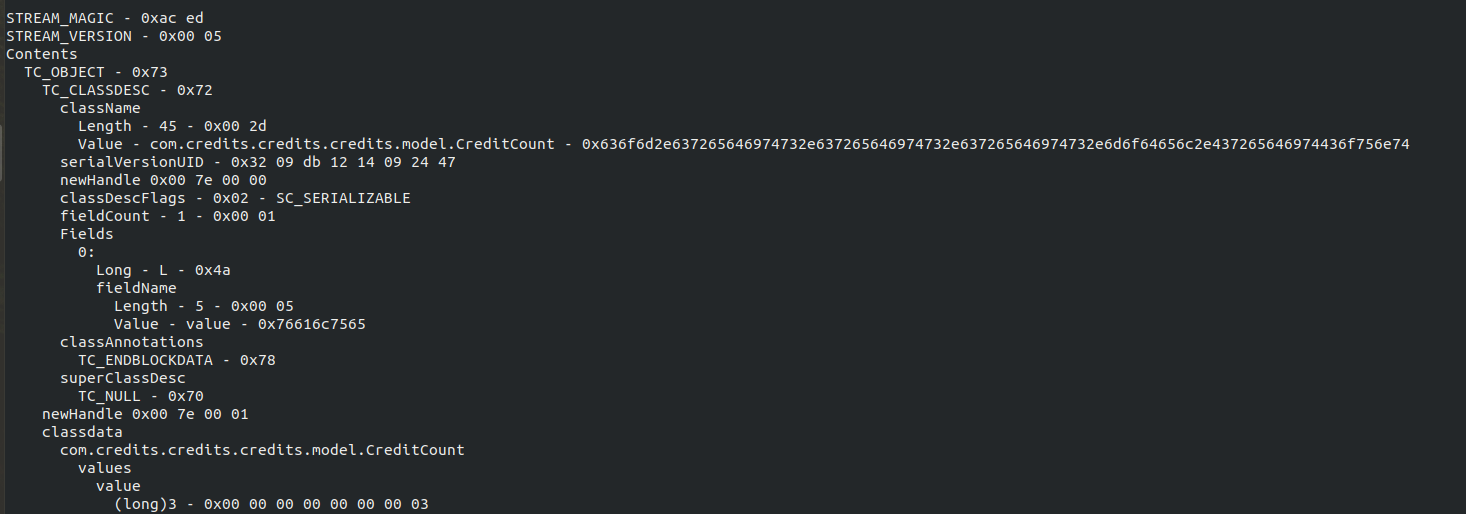 STREAM_MAGIC - 0xac ed
STREAM_VERSION - 0x00 05
Contents
TC_OBJECT - 0x73
TC_CLASSDESC - 0x72
className
Length - 45 - 0x00 2d
Value - com.credits.credits.credits.model.CreditCount - 0x636f6d2e637265646974732e637265646974732e637265646974732e6d6f64656c2e437265646974436f756e74
serialVersionUID - 0x32 09 db 12 14 09 24 47
newHandle 0x00 7e 00 00
classDescFlags - 0x02 - SC_SERIALIZABLE
fieldCount - 1 - 0x00 01
Fields
0:
Long - L - 0x4a
fieldName
Length - 5 - 0x00 05
Value - value - 0x76616c7565
classAnnotations
TC_ENDBLOCKDATA - 0x78
superClassDesc
TC_NULL - 0x70
newHandle 0x00 7e 00 01
classdata
com.credits.credits.credits.model.CreditCount
values
value
(long)3 - 0x00 00 00 00 00 00 00 03